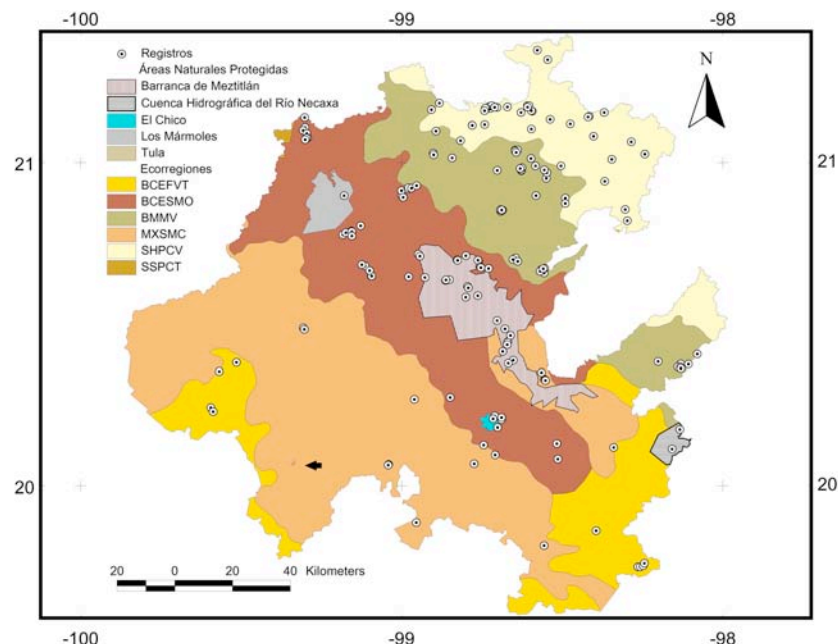 -100
-99
-98
N
Registros
Áreas Naturales Protegidas
Barranca de Meztitlán
Cuenca Hidrográfica del Río Necaxa
El Chico
Los Mármoles
Tula
Ecorregiones
BCEFVT
BCESMO
BMMV
MXSMC
SHPCV
SSPCT
21
21
20
20
20 0 20 40 Kilometers
-100
-99
-98